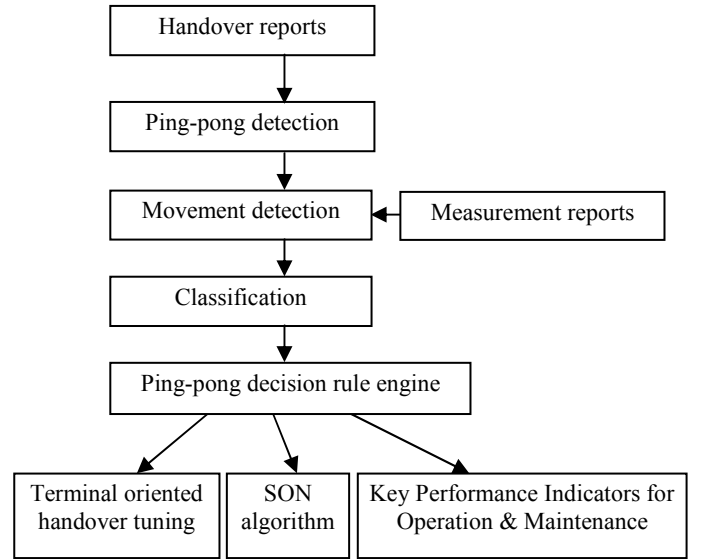 Handover reports
Ping-pong detection
Movement detection
Measurement reports
Classification
Ping-pong decision rule engine
Terminal oriented
handover tuning
SON
algorithm
Key Performance Indicators for
Operation & Maintenance